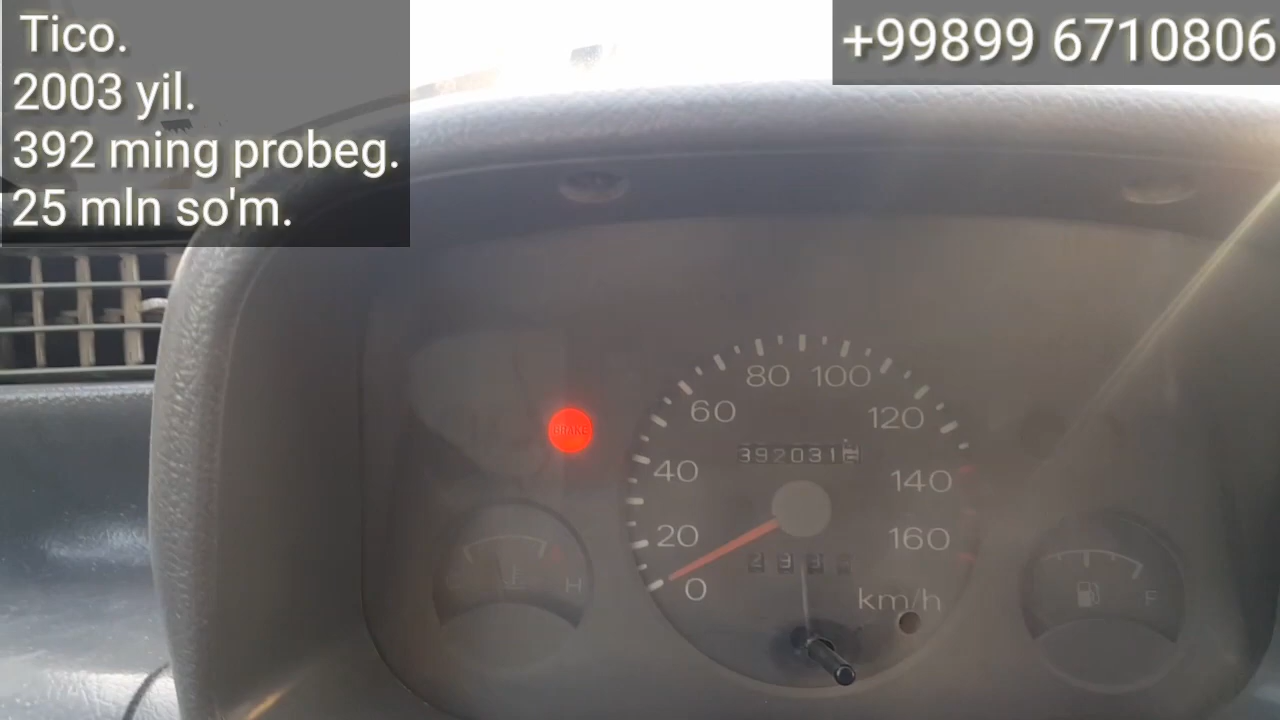 Tico.
2003 yil.
392 ming probeg.
25 mln so'm.
+99899 6710806
80 100
60 120
BRAKE
392031
40 140
20 160
0
km/h
H
F